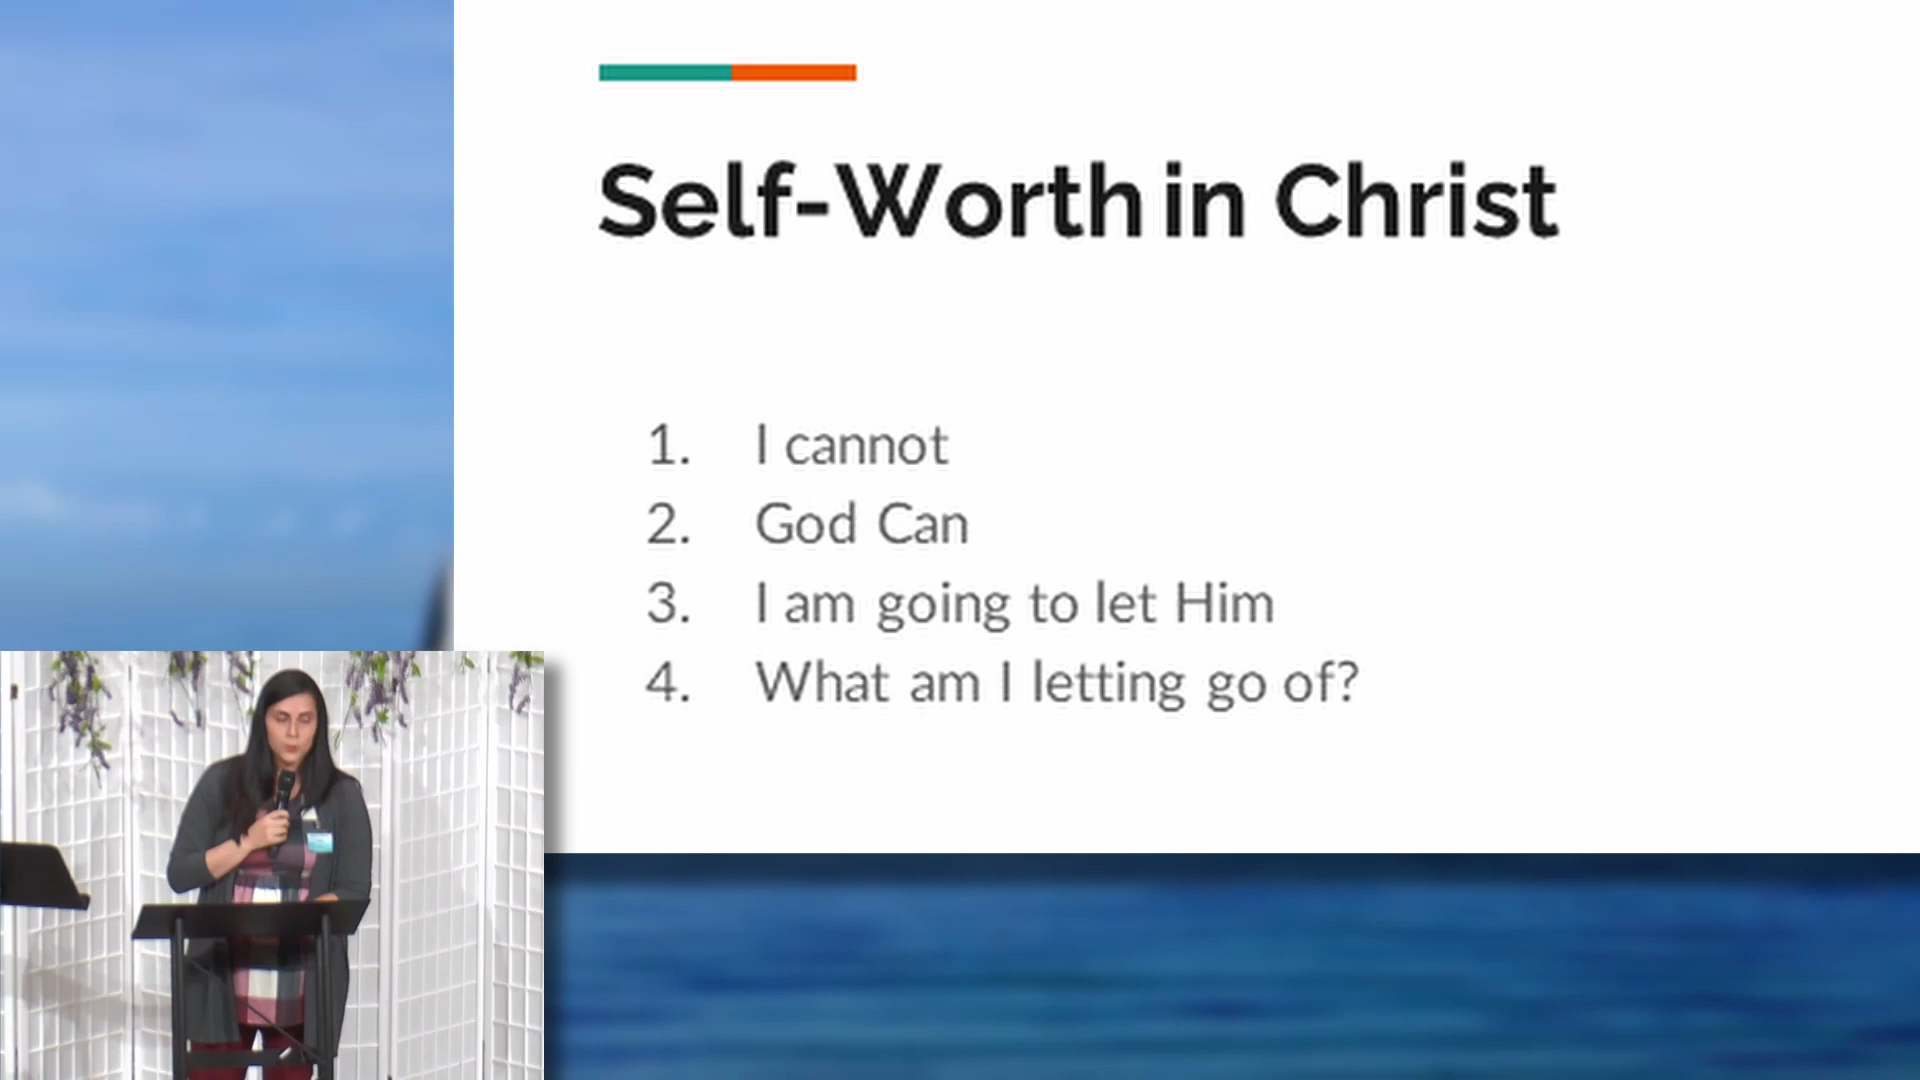 Self-Worth in Christ
1. I cannot
2. God Can
3. I am going to let Him
4. What am I letting go of?